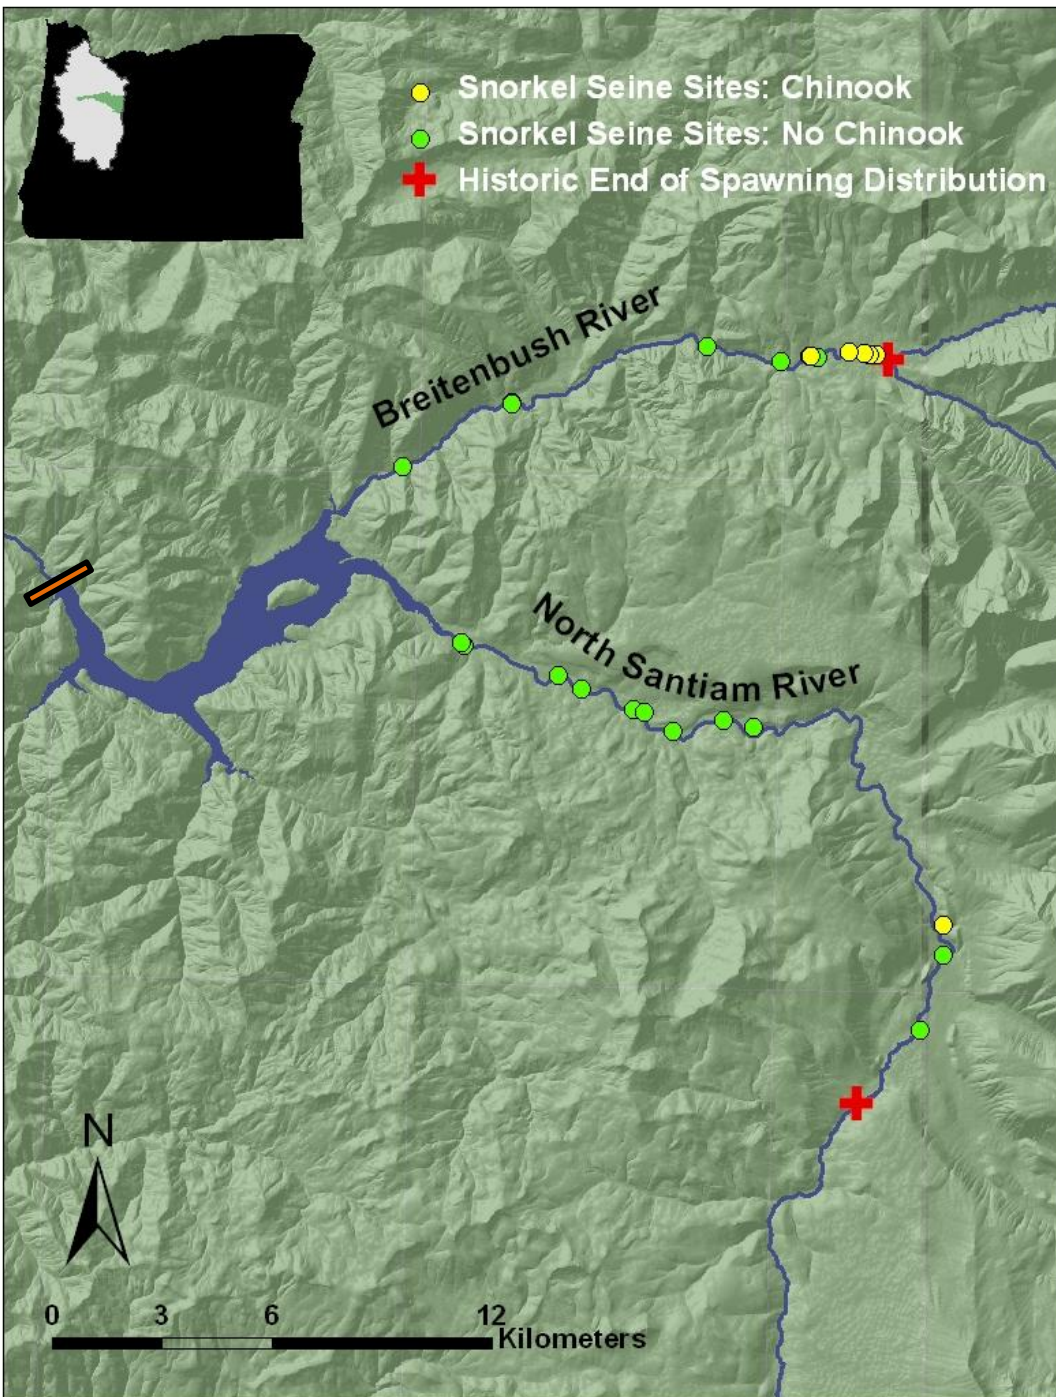 Snorkel Seine Sites: Chinook
Snorkel Seine Sites: No Chinook
Historic End of Spawning Distribution
Breitenbush River
North Santiam River
N
0 3 6 12
Kilometers